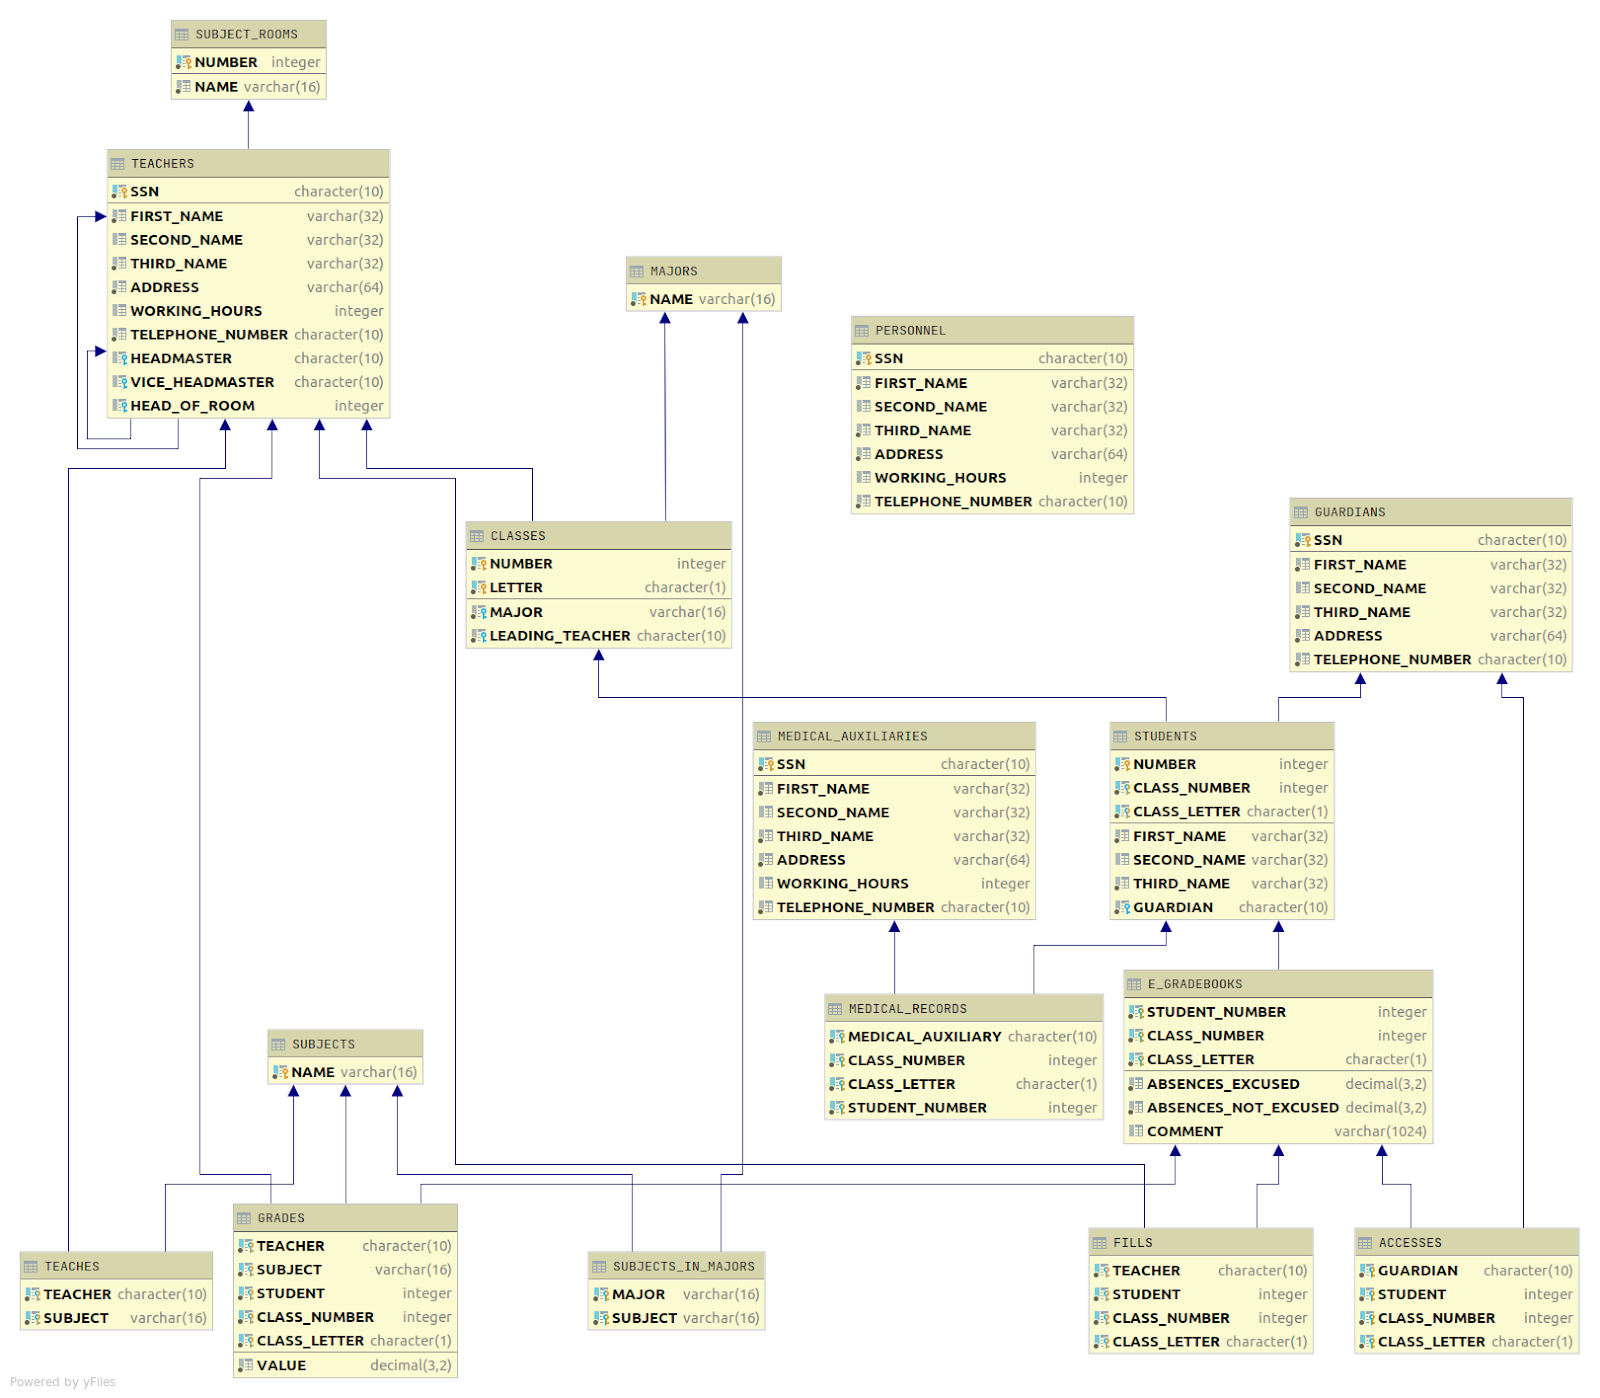 SUBJECT_ROOMS
NUMBER integer
NAME varchar(16)
TEACHERS
SSN character(10)
FIRST_NAME varchar(32)
SECOND_NAME varchar(32)
THIRD_NAME varchar(32)
ADDRESS varchar(64)
WORKING_HOURS integer
TELEPHONE_NUMBER character(10)
HEADMASTER character(10)
VICE_HEADMASTER character(10)
HEAD_OF_ROOM integer
MAJORS
NAME varchar(16)
PERSONNEL
SSN character(10)
FIRST_NAME varchar(32)
SECOND_NAME varchar(32)
THIRD_NAME varchar(32)
ADDRESS varchar(64)
WORKING_HOURS integer
TELEPHONE_NUMBER character(10)
CLASSES
NUMBER integer
LETTER character(1)
MAJOR varchar(16)
LEADING_TEACHER character(10)
GUARDIANS
SSN character(10)
FIRST_NAME varchar(32)
SECOND_NAME varchar(32)
THIRD_NAME varchar(32)
ADDRESS varchar(64)
TELEPHONE_NUMBER character(10)
MEDICAL_AUXILIARIES
SSN character(10)
FIRST_NAME varchar(32)
SECOND_NAME varchar(32)
THIRD_NAME varchar(32)
ADDRESS varchar(64)
WORKING_HOURS integer
TELEPHONE_NUMBER character(10)
STUDENTS
NUMBER integer
CLASS_NUMBER integer
CLASS_LETTER character(1)
FIRST_NAME varchar(32)
SECOND_NAME varchar(32)
THIRD_NAME varchar(32)
GUARDIAN character(10)
MEDICAL_RECORDS
MEDICAL_AUXILIARY character(10)
CLASS_NUMBER integer
CLASS_LETTER character(1)
STUDENT_NUMBER integer
E_GRADEBOOKS
STUDENT_NUMBER integer
CLASS_NUMBER integer
CLASS_LETTER character(1)
ABSENCES_EXCUSED decimal(3,2)
ABSENCES_NOT_EXCUSED decimal(3,2)
COMMENT varchar(1024)
SUBJECTS
NAME varchar(16)
TEACHES
TEACHER character(10)
SUBJECT varchar(16)
GRADES
TEACHER character(10)
SUBJECT varchar(16)
STUDENT integer
CLASS_NUMBER integer
CLASS_LETTER character(1)
VALUE decimal(3,2)
SUBJECTS_IN_MAJORS
MAJOR varchar(16)
SUBJECT varchar(16)
FILLS
TEACHER character(10)
STUDENT integer
CLASS_NUMBER integer
CLASS_LETTER character(1)
ACCESSES
GUARDIAN character(10)
STUDENT integer
CLASS_NUMBER integer
CLASS_LETTER character(1)
Powered by yFiles